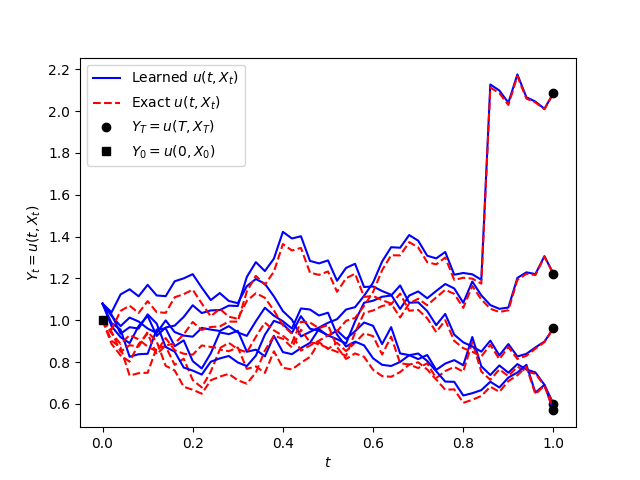 2.2
2.0
1.8
1.6
1.4
1.2
1.0
0.8
0.6
Y_t = u(t, X_t)
Learned u(t, X_t)
Exact u(t, X_t)
Y_T = u(T, X_T)
Y_0 = u(0, X_0)
0.0 0.2 0.4 0.6 0.8 1.0
t